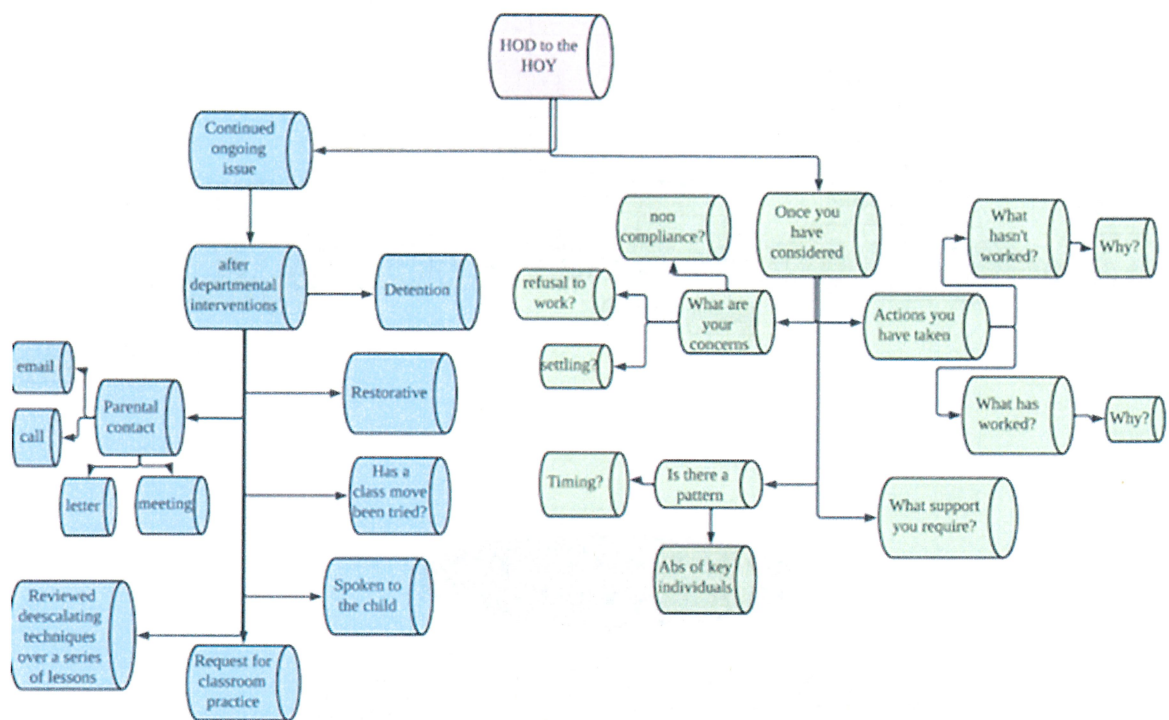 HOD to the
HOY
Continued
ongoing
issue
after
departmental
interventions
Detention
Restorative
Parental
contact
email
call
letter
meeting
Has a
class move
been tried?
Spoken to
the child
Reviewed
deescalating
techniques
over a series
of lessons
Request for
classroom
practice
Once you
have
considered
What are
your
concerns
non
compliance?
refusal to
work?
settling?
Actions you
have taken
What
hasn't
worked?
Why?
What has
worked?
Why?
Is there a
pattern
Timing?
Abs of key
individuals
What support
you require?